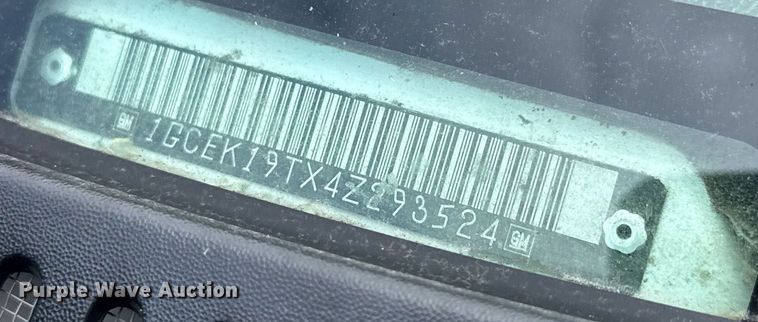 GM 1GCEK19TX4Z293524 GM
Purple Wave Auction